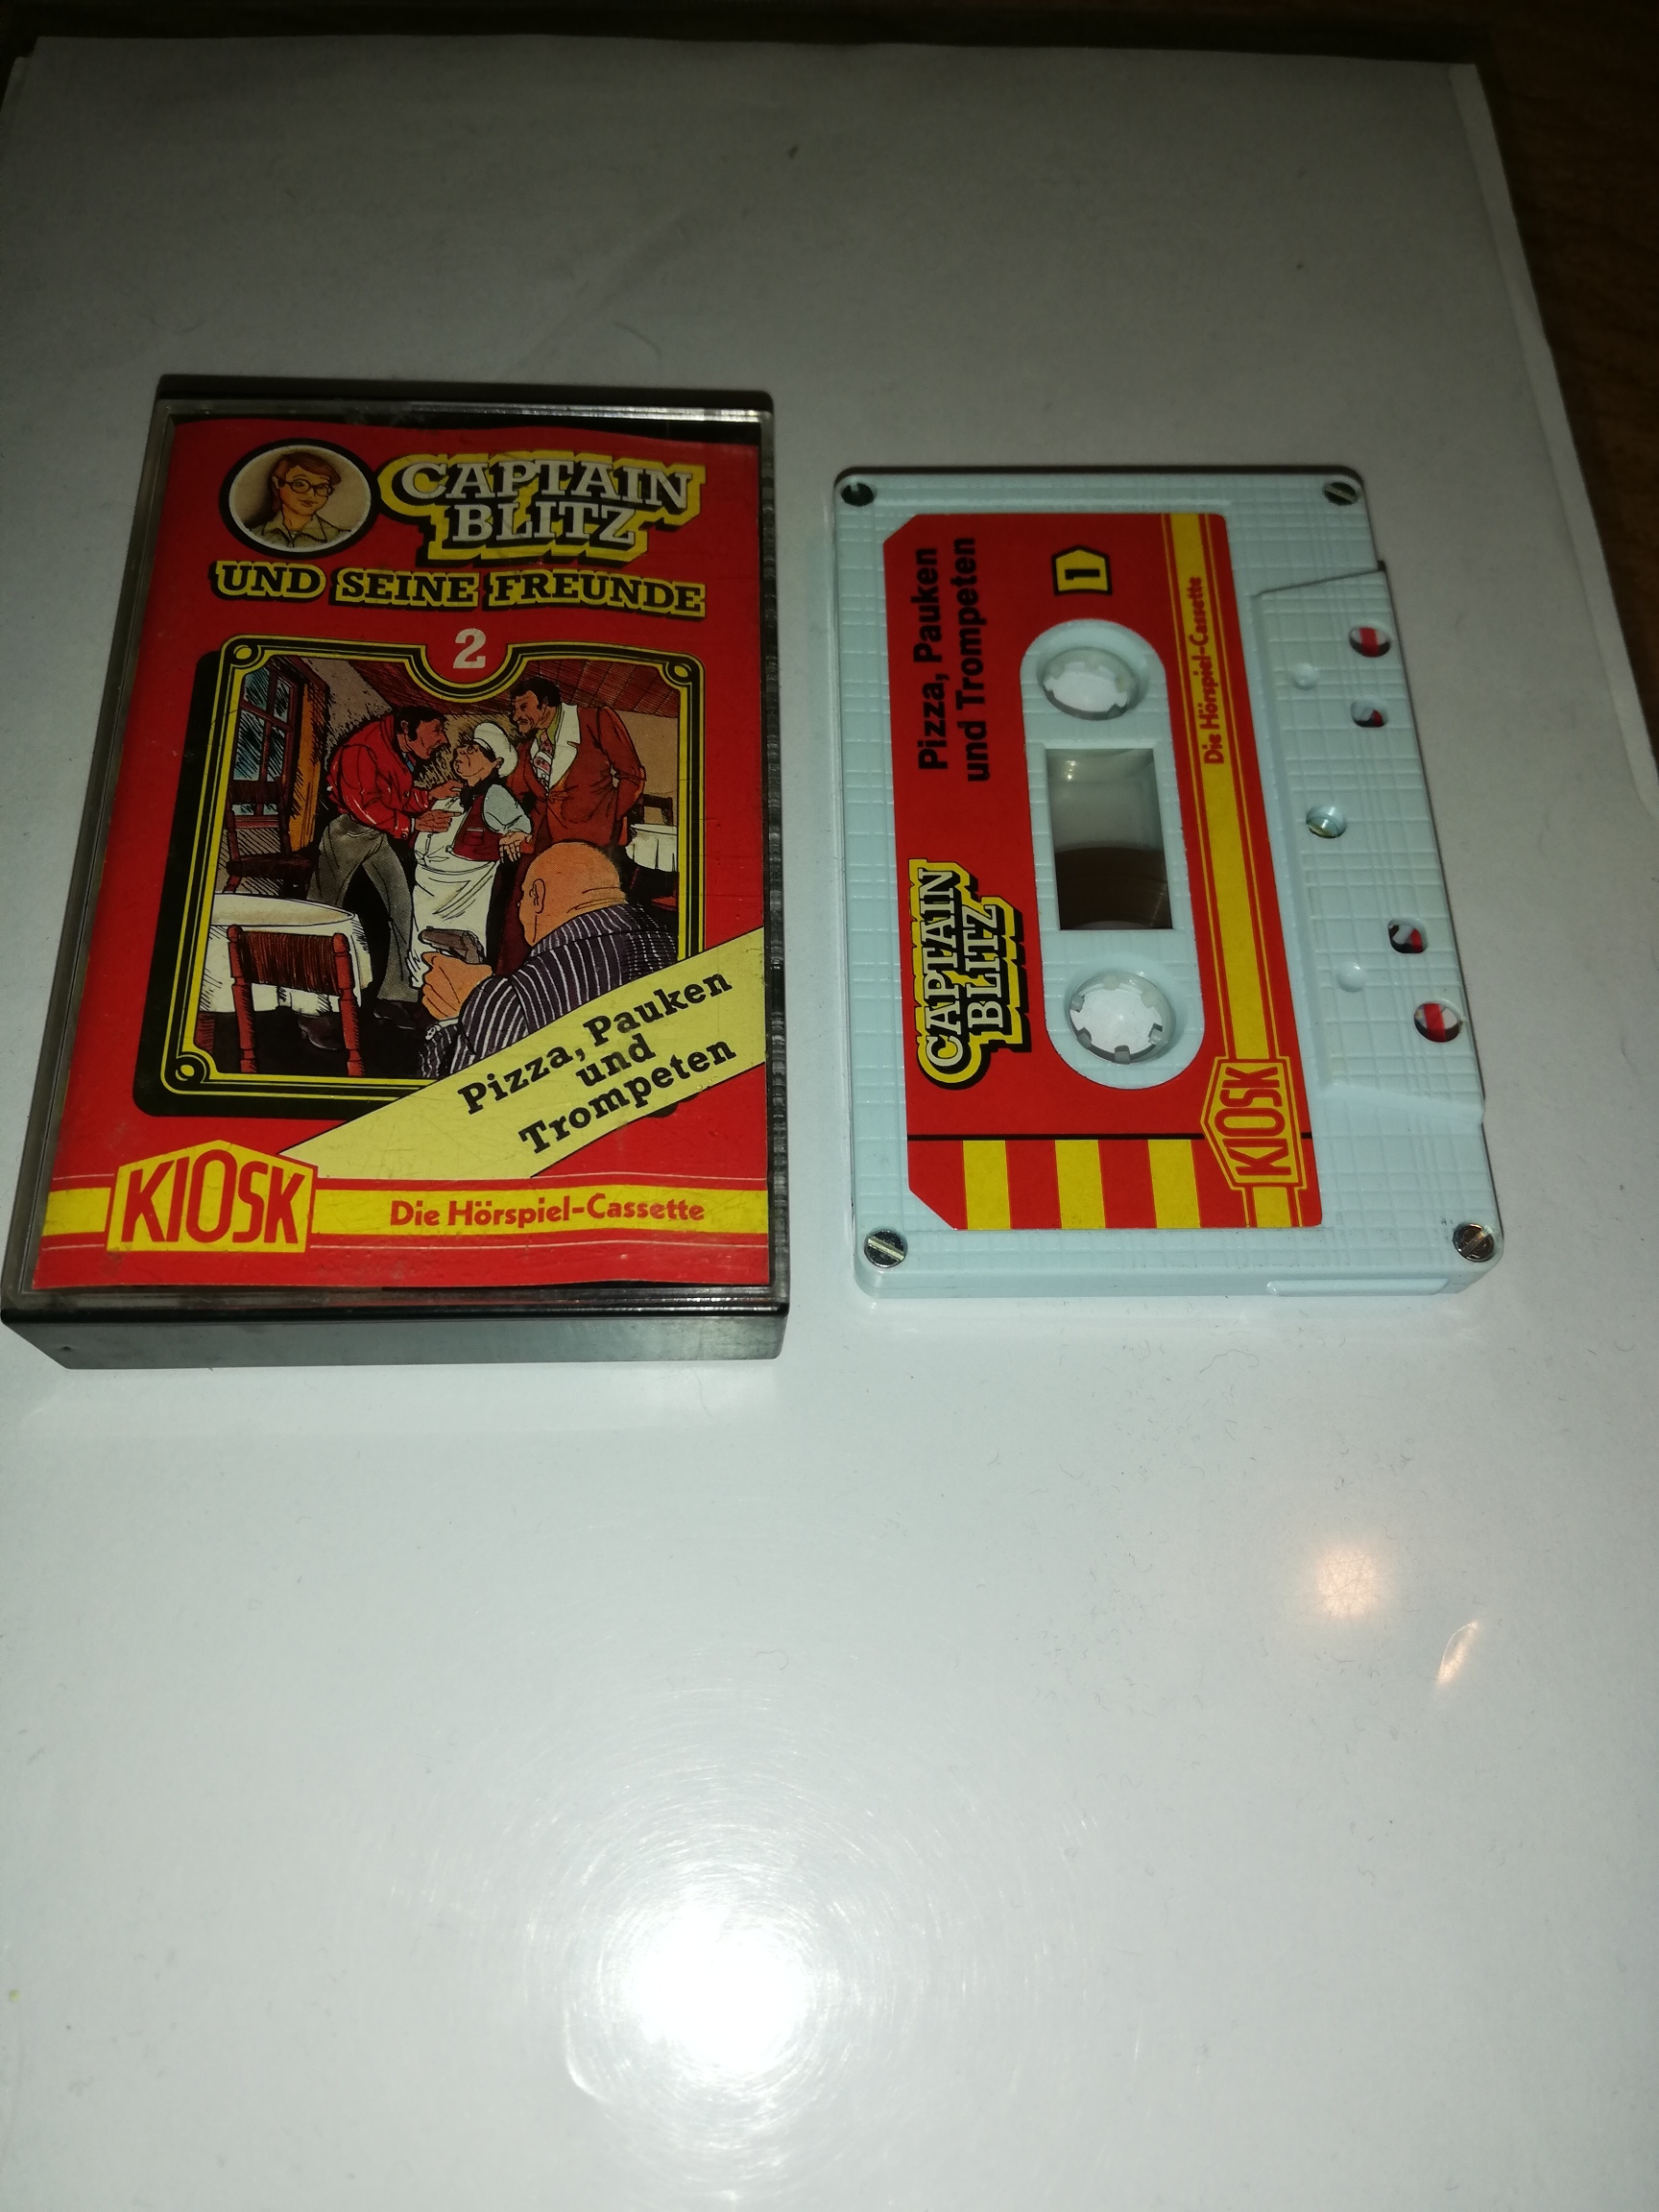 CAPTAIN
BLITZ
UND SEINE FREUNDE
2
Pizza, Pauken
und
Trompeten
KIOSK
Die Hörspiel-Cassette
Pizza, Pauken
und Trompeten
1
CAPTAIN
BLITZ
Die Hörspiel-Cassette
KIOSK